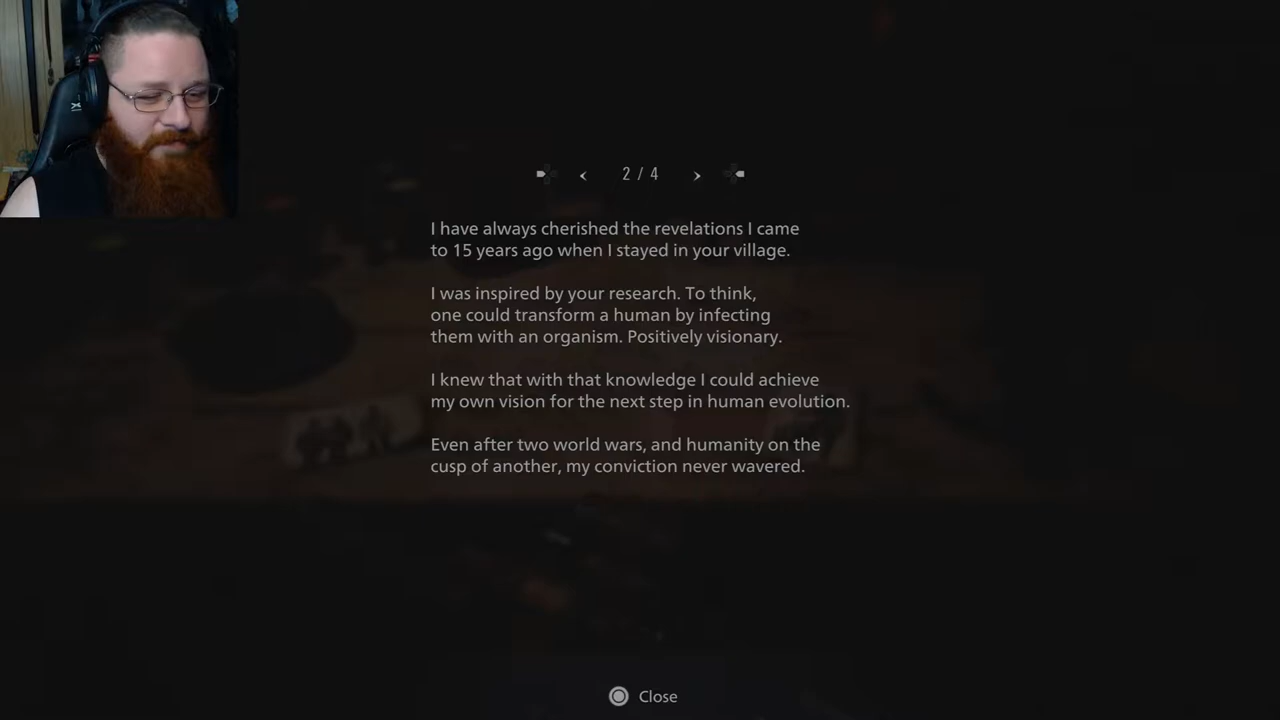 2 / 4
I have always cherished the revelations I came
to 15 years ago when I stayed in your village.
I was inspired by your research. To think,
one could transform a human by infecting
them with an organism. Positively visionary.
I knew that with that knowledge I could achieve
my own vision for the next step in human evolution.
Even after two world wars, and humanity on the
cusp of another, my conviction never wavered.
Close